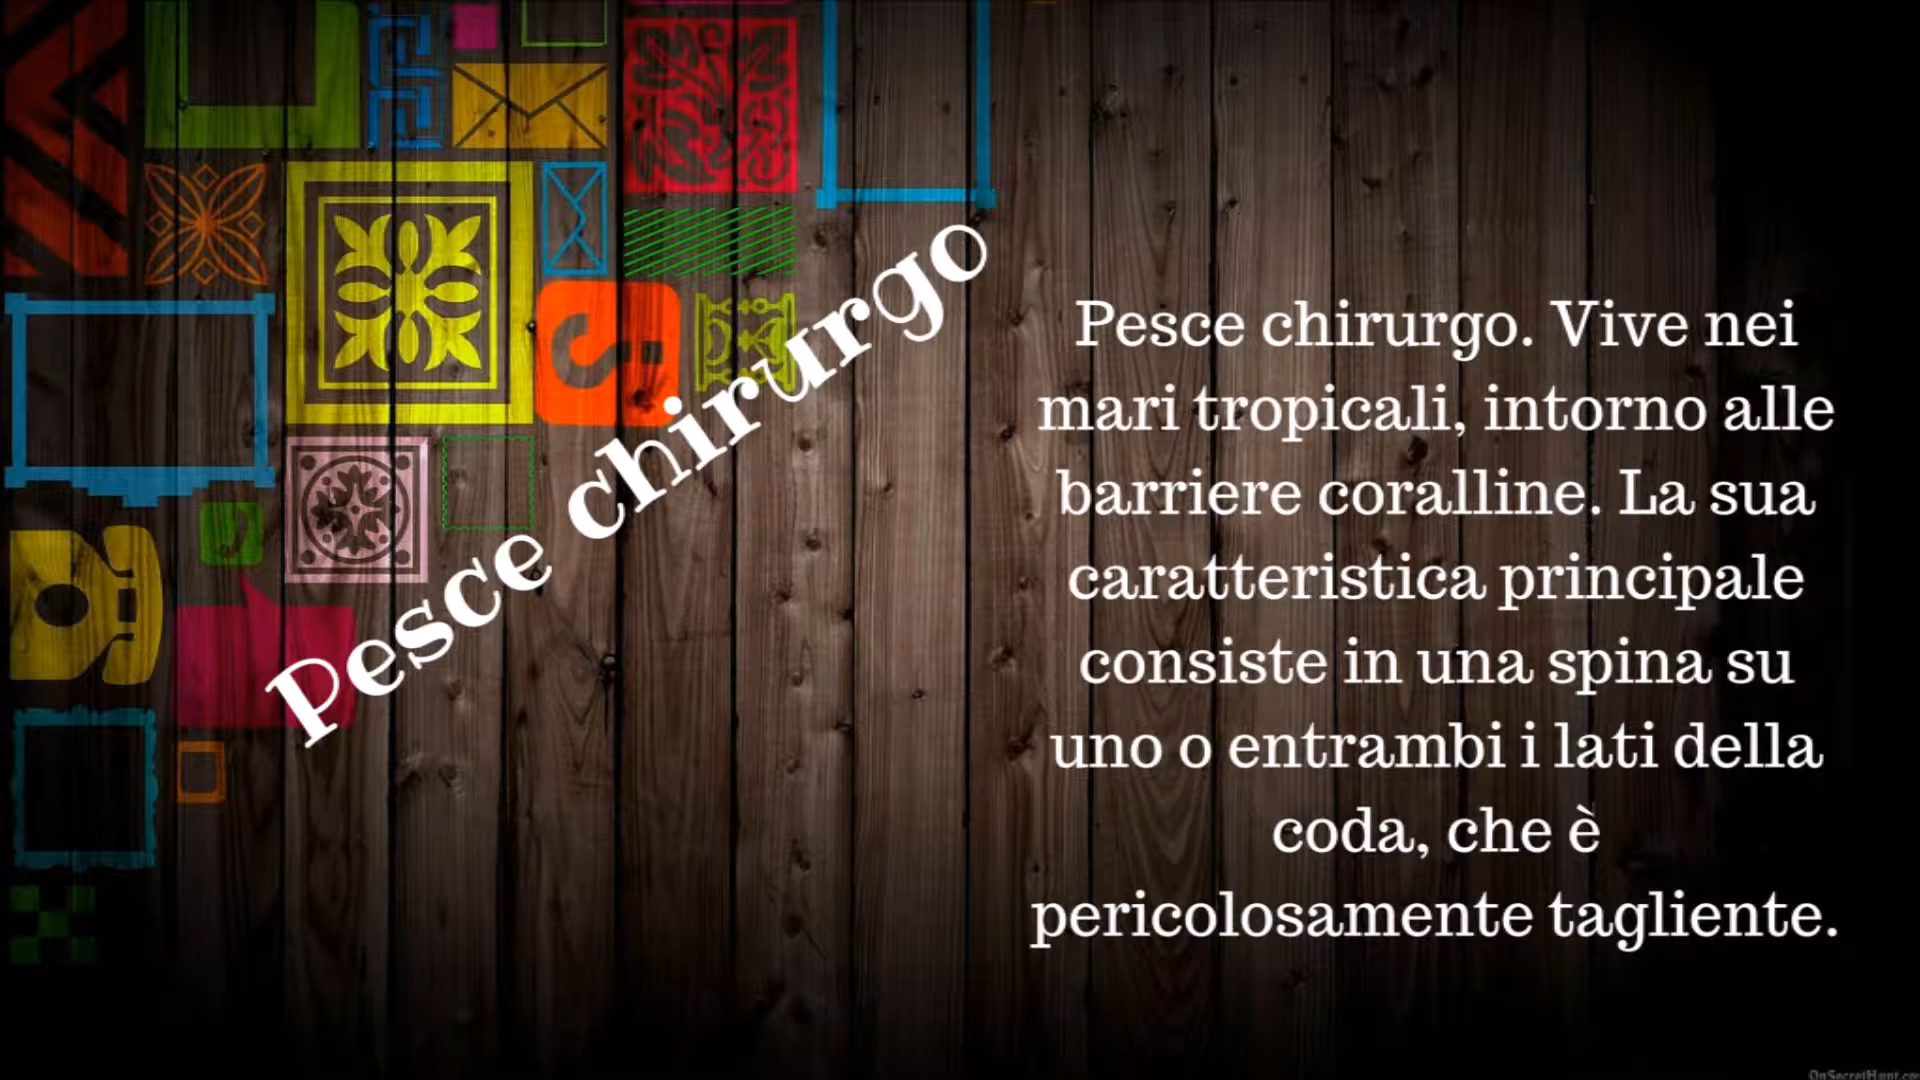 Pesce chirurgo
Pesce chirurgo. Vive nei
mari tropicali, intorno alle
barriere coralline. La sua
caratteristica principale
consiste in una spina su
uno o entrambi i lati della
coda, che è
pericolosamente tagliente.